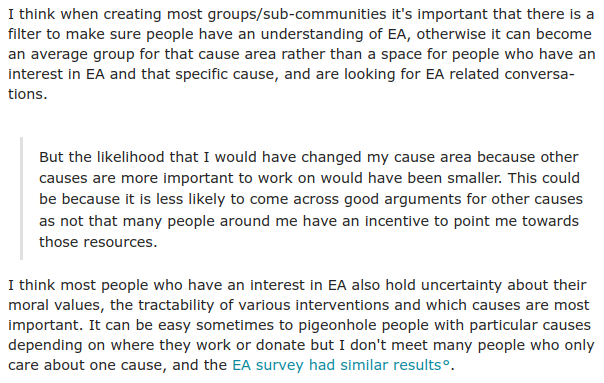 I think when creating most groups/sub-communities it's important that there is a
filter to make sure people have an understanding of EA, otherwise it can become
an average group for that cause area rather than a space for people who have an
interest in EA and that specific cause, and are looking for EA related conversa-
tions.
But the likelihood that I would have changed my cause area because other
causes are more important to work on would have been smaller. This could
be because it is less likely to come across good arguments for other causes
as not that many people around me have an incentive to point me towards
those resources.
I think most people who have an interest in EA also hold uncertainty about their
moral values, the tractability of various interventions and which causes are most
important. It can be easy sometimes to pigeonhole people with particular causes
depending on where they work or donate but I don't meet many people who only
care about one cause, and the EA survey had similar results°.